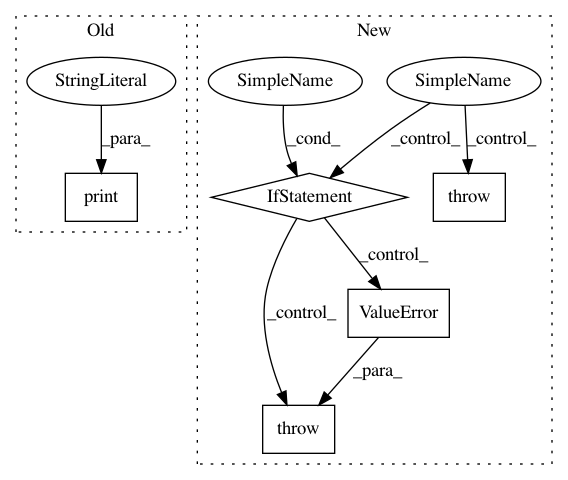 Old
New
StringLiteral
SimpleName
SimpleName
_para_
_cond_
_control_
_control_
print
IfStatement
throw
_control_
_control_
ValueError
_para_
throw